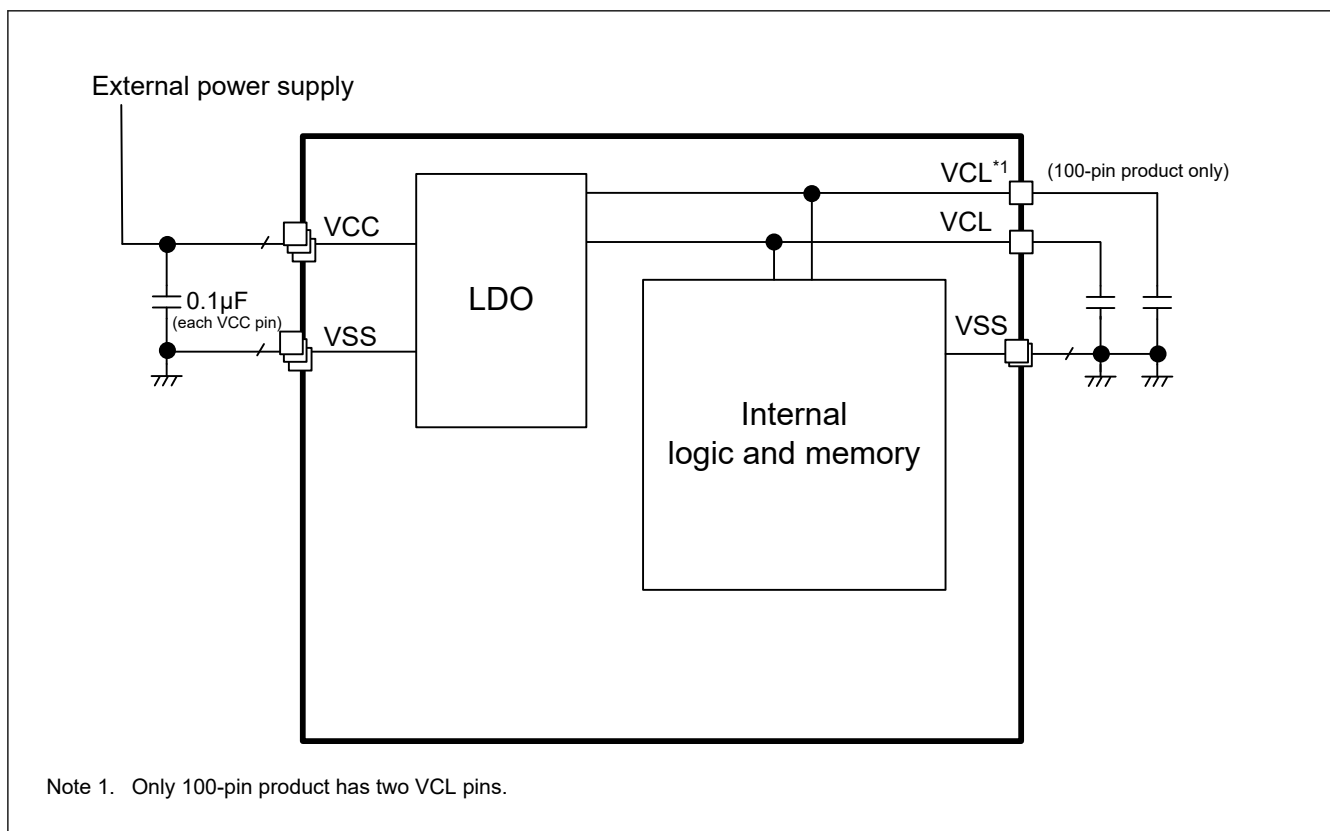 External power supply
VCL*1
(100-pin product only)
VCC
VCL
LDO
0.1µF
(each VCC pin)
VSS
VSS
Internal
logic and memory
Note 1. Only 100-pin product has two VCL pins.